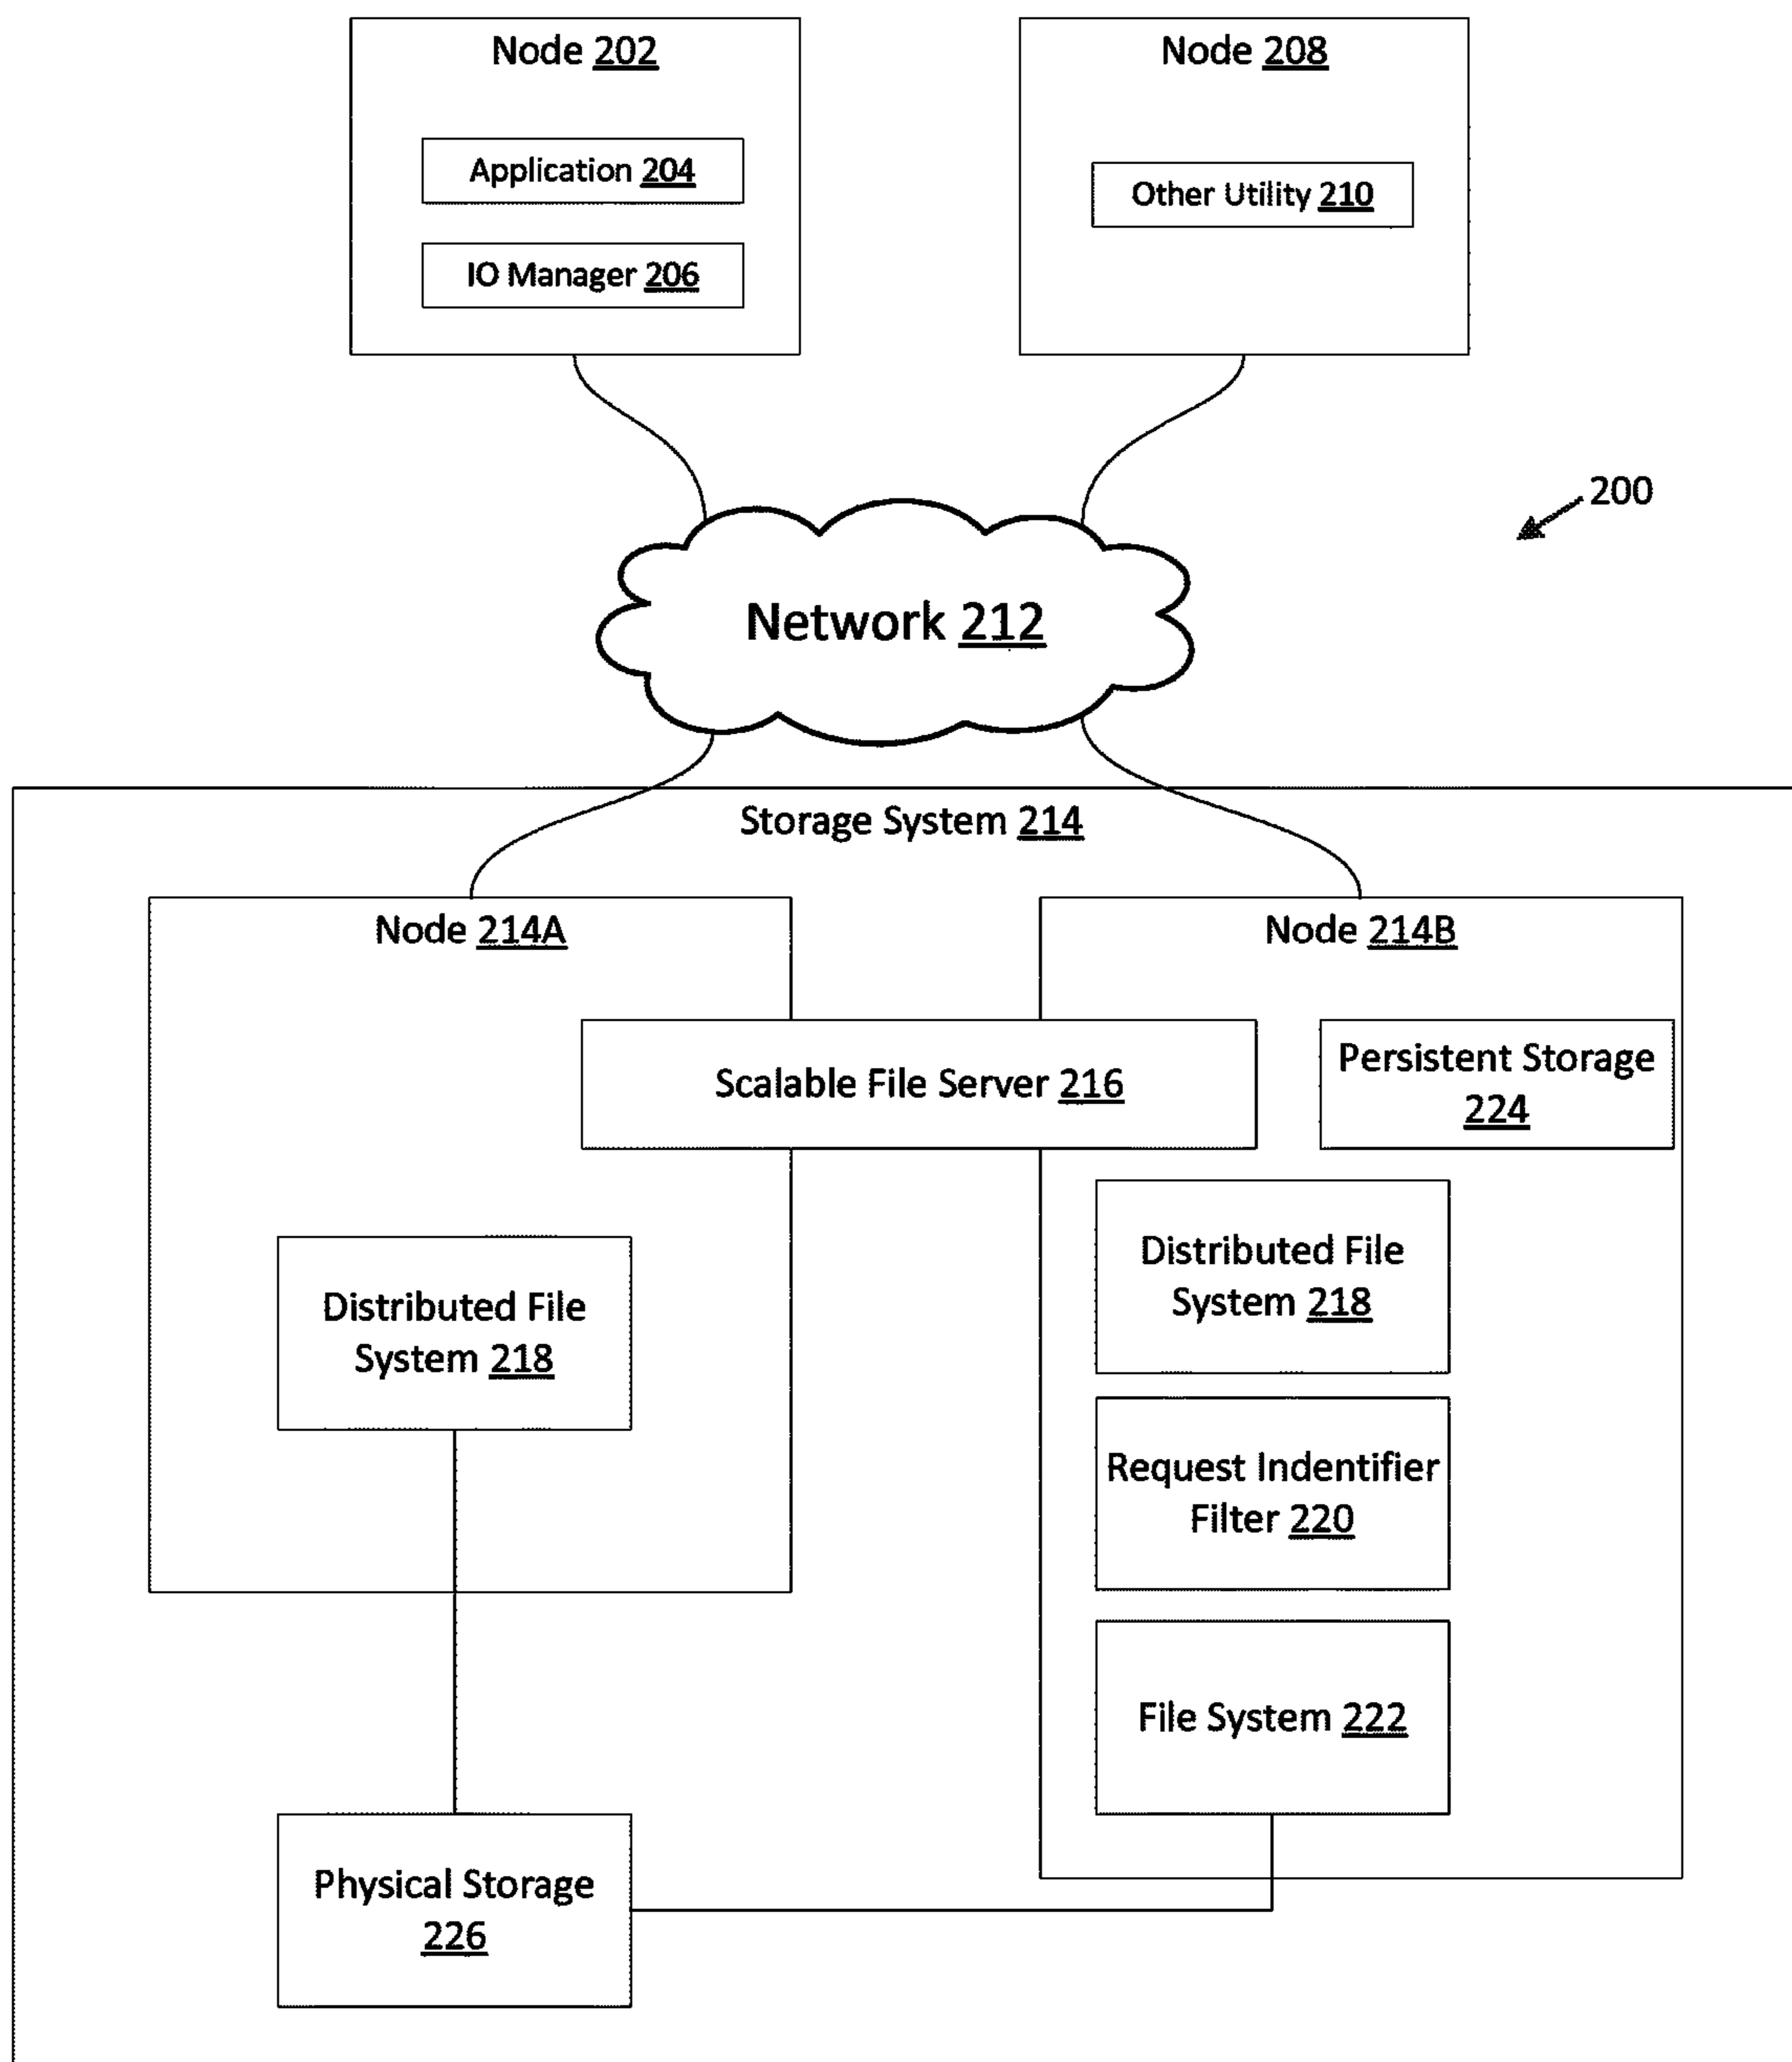 Node 202
Application 204
IO Manager 206
Node 208
Other Utility 210
200
Network 212
Storage System 214
Node 214A
Node 214B
Scalable File Server 216
Persistent Storage
224
Distributed File
System 218
Distributed File
System 218
Request Indentifier
Filter 220
File System 222
Physical Storage
226